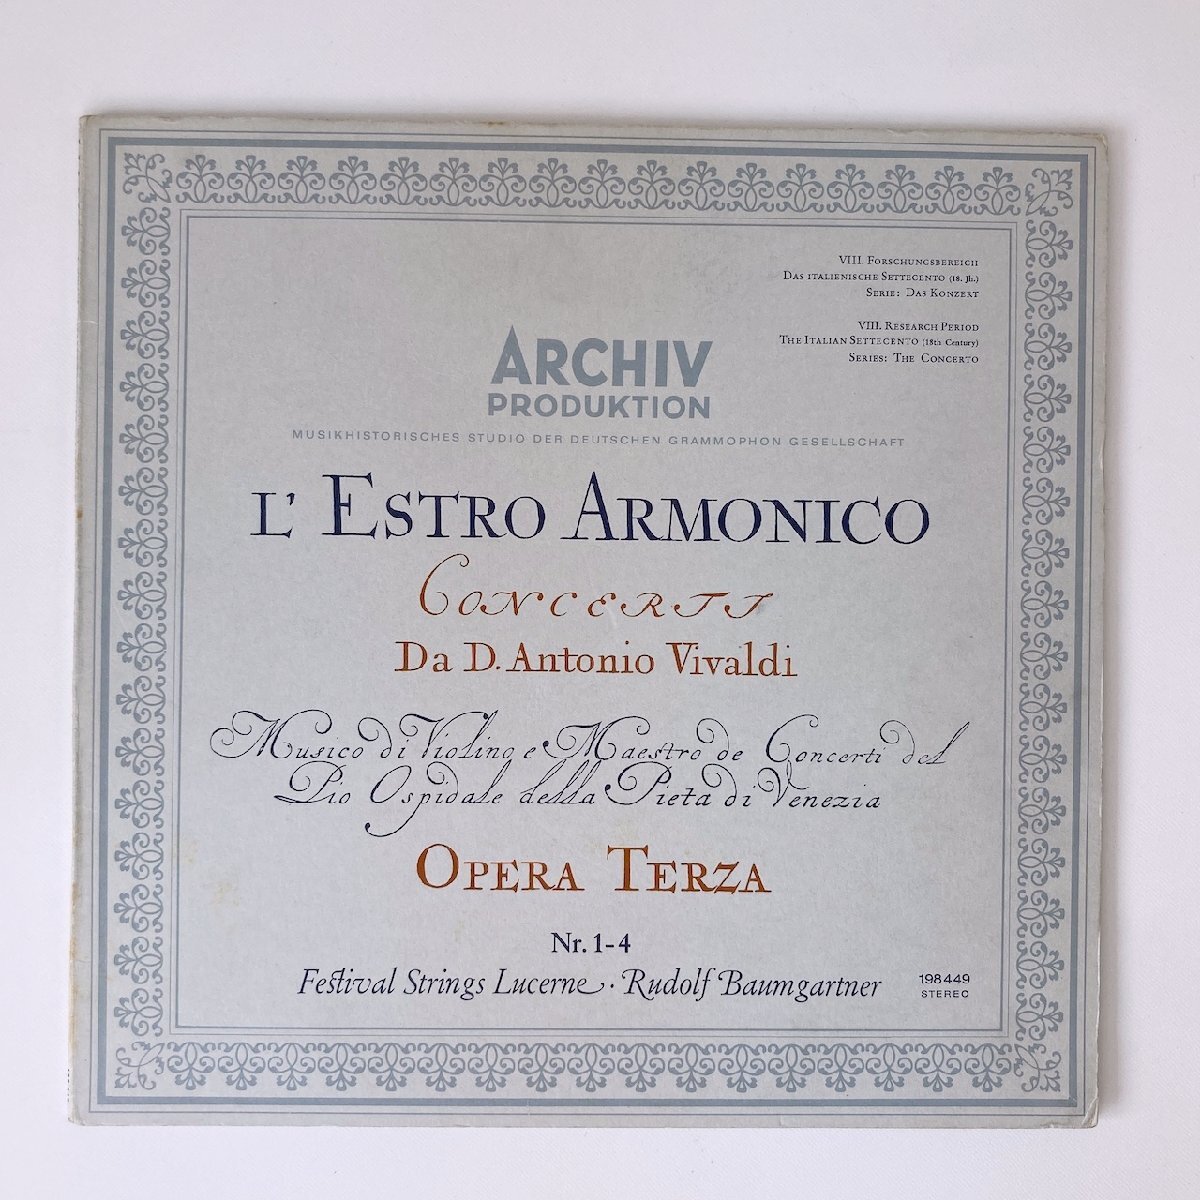 VIII. Forschungsbereich
Das italienische Settecento (18. Jh.)
Serie: Das Konzert
VIII. Research Period
The Italian Settecento (18th Century)
Series: The Concerto
ARCHIV
PRODUKTION
MUSIKHISTORISCHES STUDIO DER DEUTSCHEN GRAMMOPHON GESELLSCHAFT
L' Estro Armonico
Concerti
Da D. Antonio Vivaldi
Musico di Violino e Maestro de Concerti del
Pio Ospidale della Pieta di Venezia
Opera Terza
Nr. 1-4
Festival Strings Lucerne · Rudolf Baumgartner
198 449
STEREO